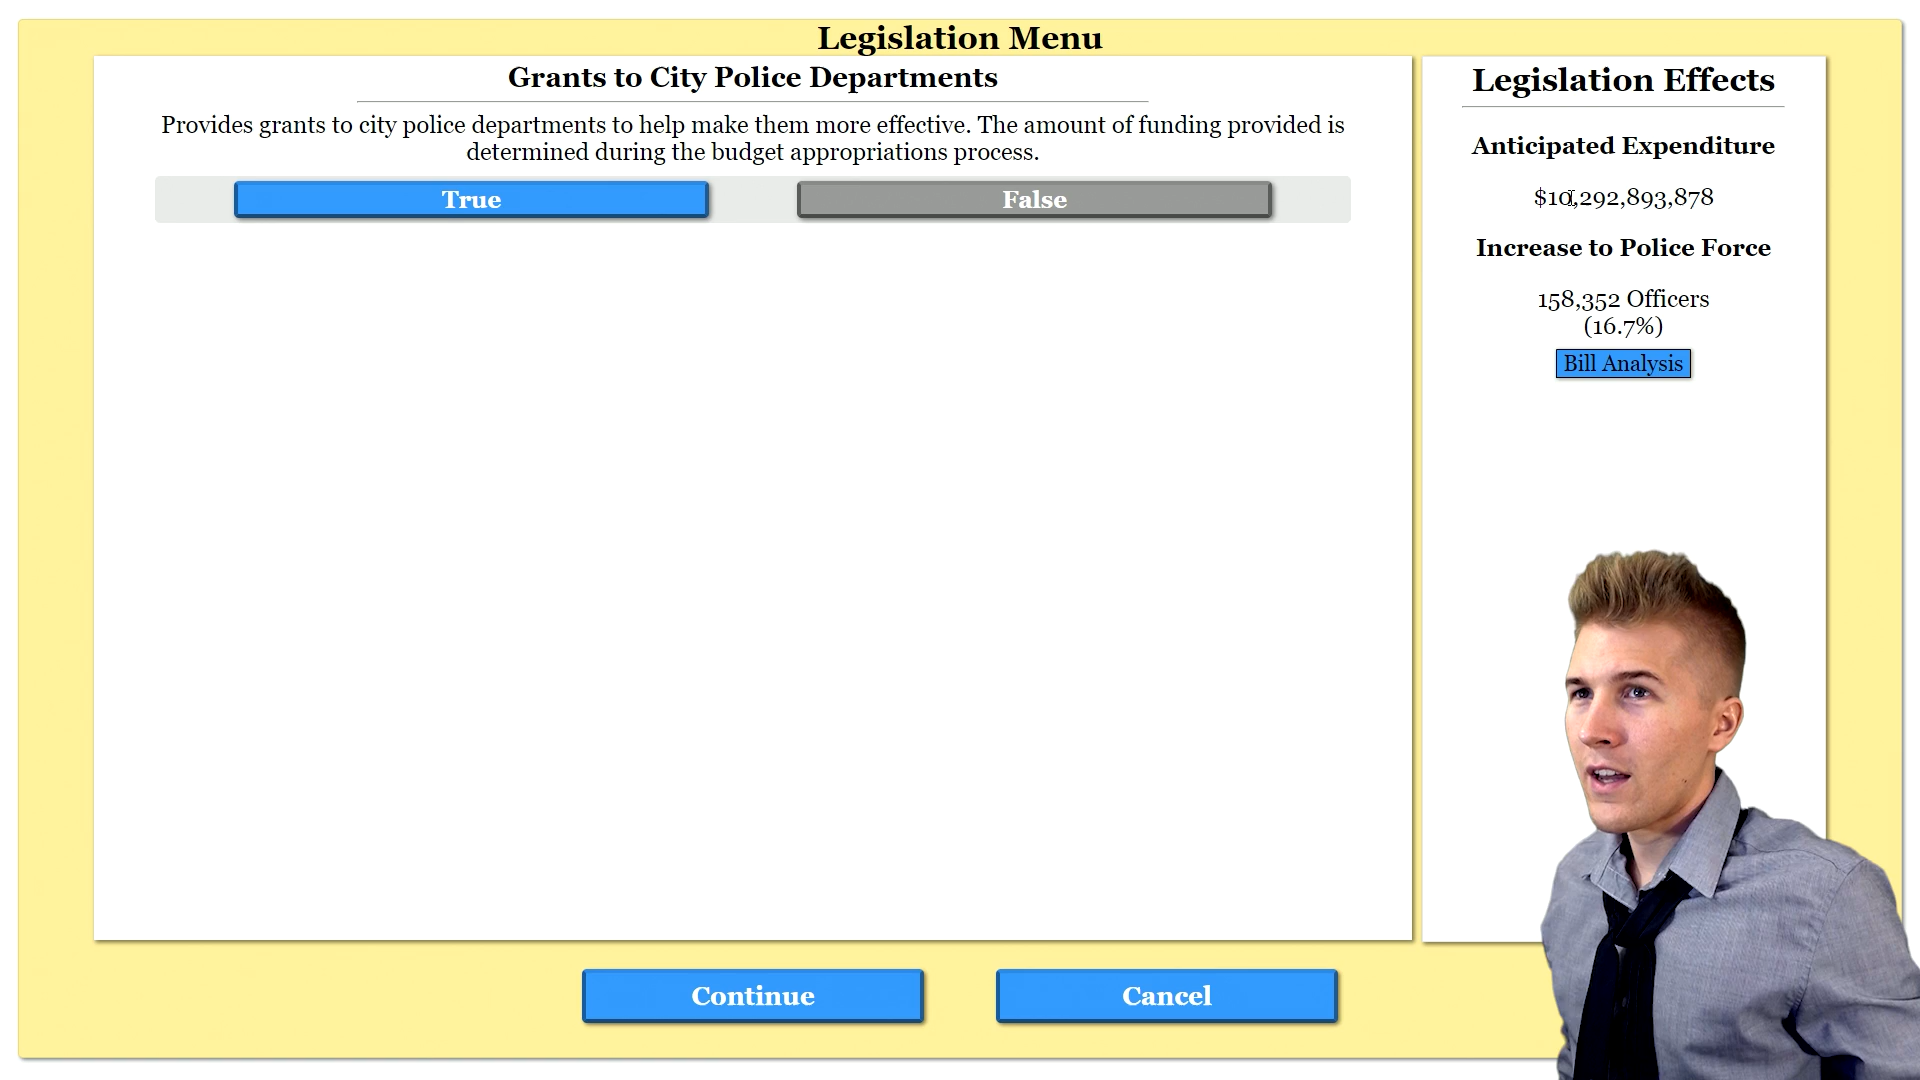 Legislation Menu
Grants to City Police Departments
Provides grants to city police departments to help make them more effective. The amount of funding provided is
determined during the budget appropriations process.
True
False
Legislation Effects
Anticipated Expenditure
$10,292,893,878
Increase to Police Force
158,352 Officers
(16.7%)
Bill Analysis
Continue
Cancel